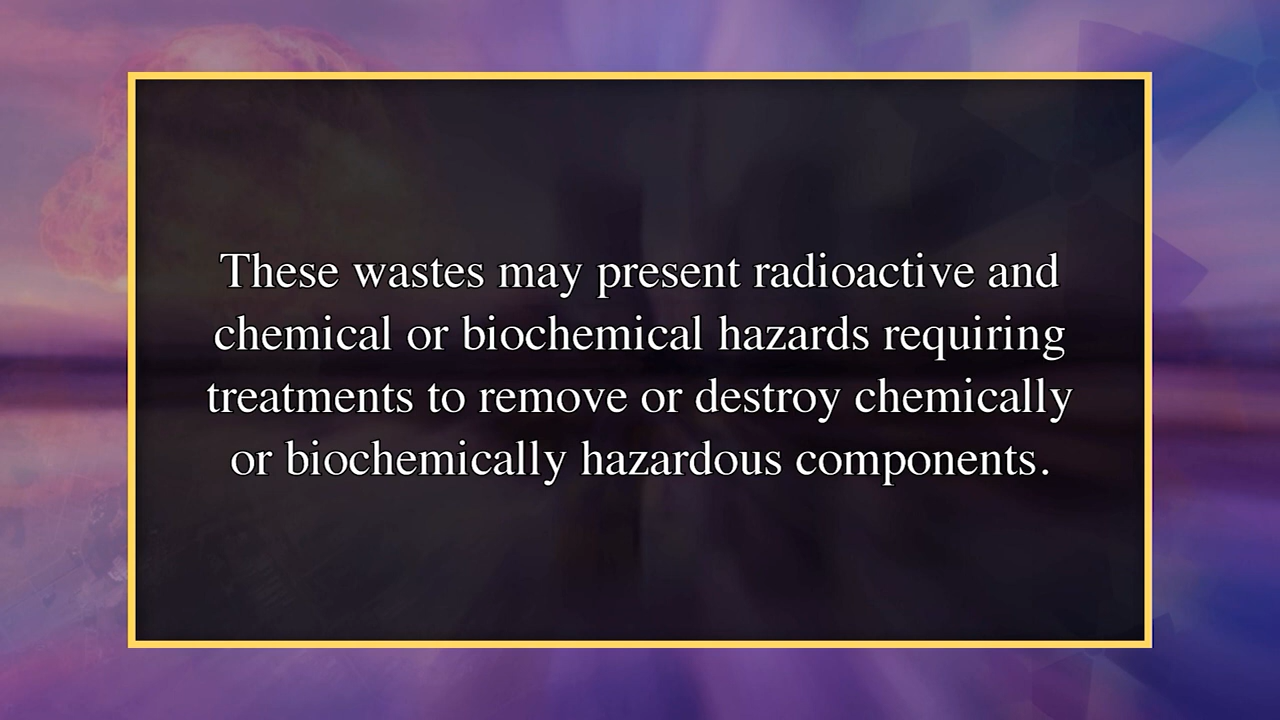 These wastes may present radioactive and
chemical or biochemical hazards requiring
treatments to remove or destroy chemically
or biochemically hazardous components.